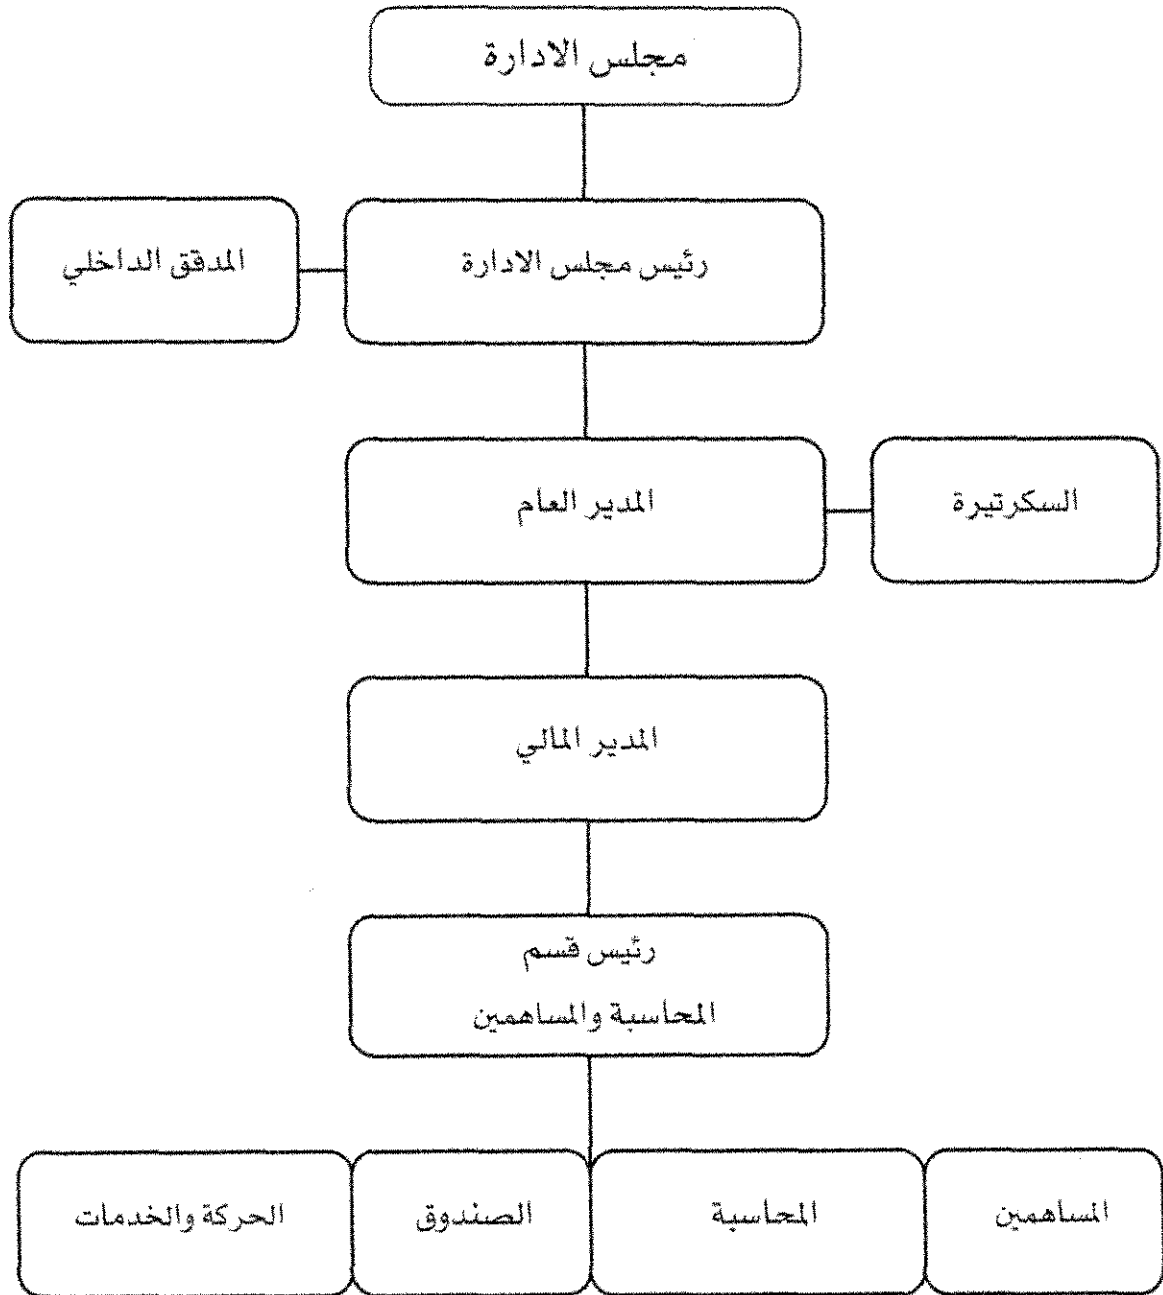 مجلس الادارة
رئيس مجلس الادارة
المدقق الداخلي
السكرتيرة
المدير العام
المدير المالي
رئيس قسم
المحاسبة والمساهمين
المساهمين
المحاسبة
الصندوق
الحركة والخدمات